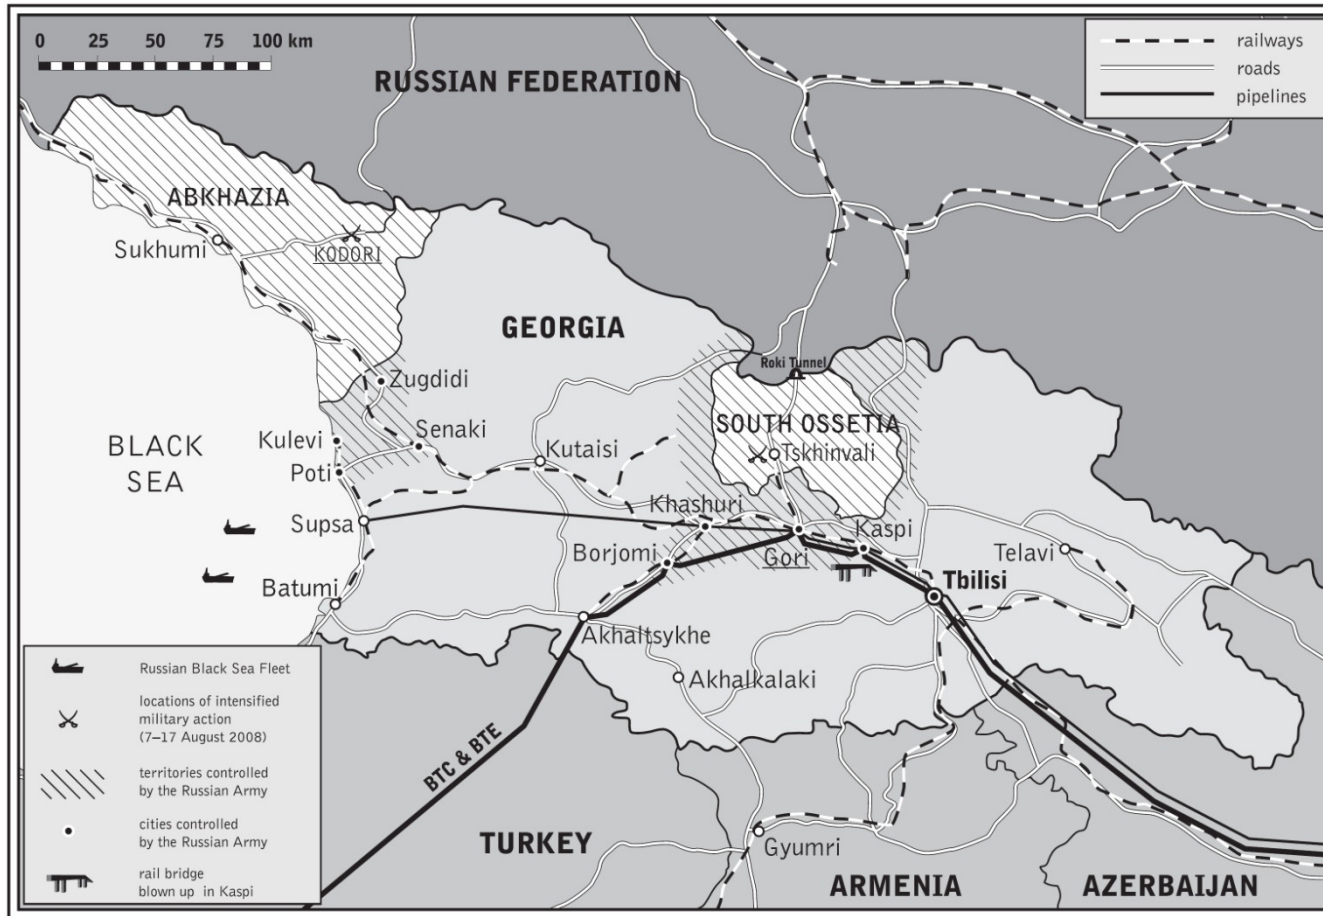 0 25 50 75 100 km
railways
roads
pipelines
RUSSIAN FEDERATION
ABKHAZIA
Sukhumi
KODORI
GEORGIA
Roki Tunnel
Zugdidi
SOUTH OSSETIA
BLACK
SEA
Kulevi
Senaki
Kutaisi
Tskhinvali
Poti
Khashuri
Supsa
Kaspi
Borjomi
Gori
Telavi
Tbilisi
Batumi
Akhaltsykhe
Akhalkalaki
BTC & BTE
TURKEY
Gyumri
ARMENIA
AZERBAIJAN
Russian Black Sea Fleet
locations of intensified
military action
(7–17 August 2008)
territories controlled
by the Russian Army
cities controlled
by the Russian Army
rail bridge
blown up in Kaspi